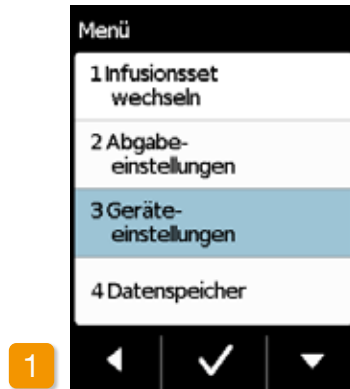 Menü
1 Infusionsset
wechseln
2 Abgabe-
einstellungen
3 Geräte-
einstellungen
4 Datenspeicher
1